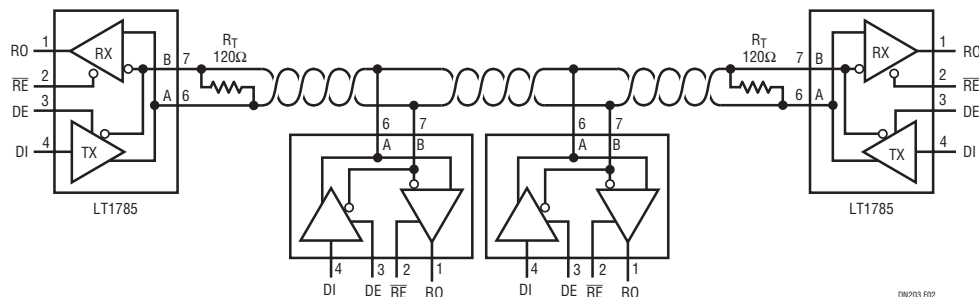 RO 1
RX
B 7
RE 2
DE 3
A 6
DI 4
TX
LT1785
RT
120Ω
6 7
A B
4 3 2 1
DI DE RE RO
6 7
A B
4 3 2 1
DI DE RE RO
RT
120Ω
7 B
RX
1 RO
2 RE
6 A
3 DE
TX
4 DI
LT1785
DN203 F02